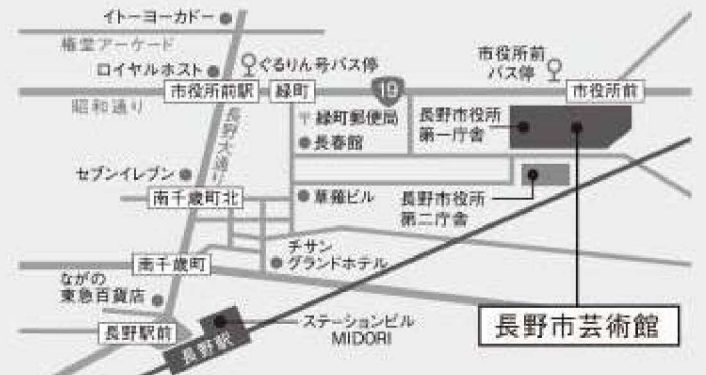 イトーヨーカドー
権堂アーケード
ロイヤルホスト
ぐるりん号バス停
市役所前
バス停
市役所前駅
緑町
19
市役所前
昭和通り
長野大通り
〒緑町郵便局
長春館
長野市役所
第一庁舎
セブンイレブン
南千歳町北
草薙ビル
長野市役所
第二庁舎
チサン
グランドホテル
南千歳町
ながの
東急百貨店
長野駅前
長野駅
ステーションビル
MIDORI
長野市芸術館